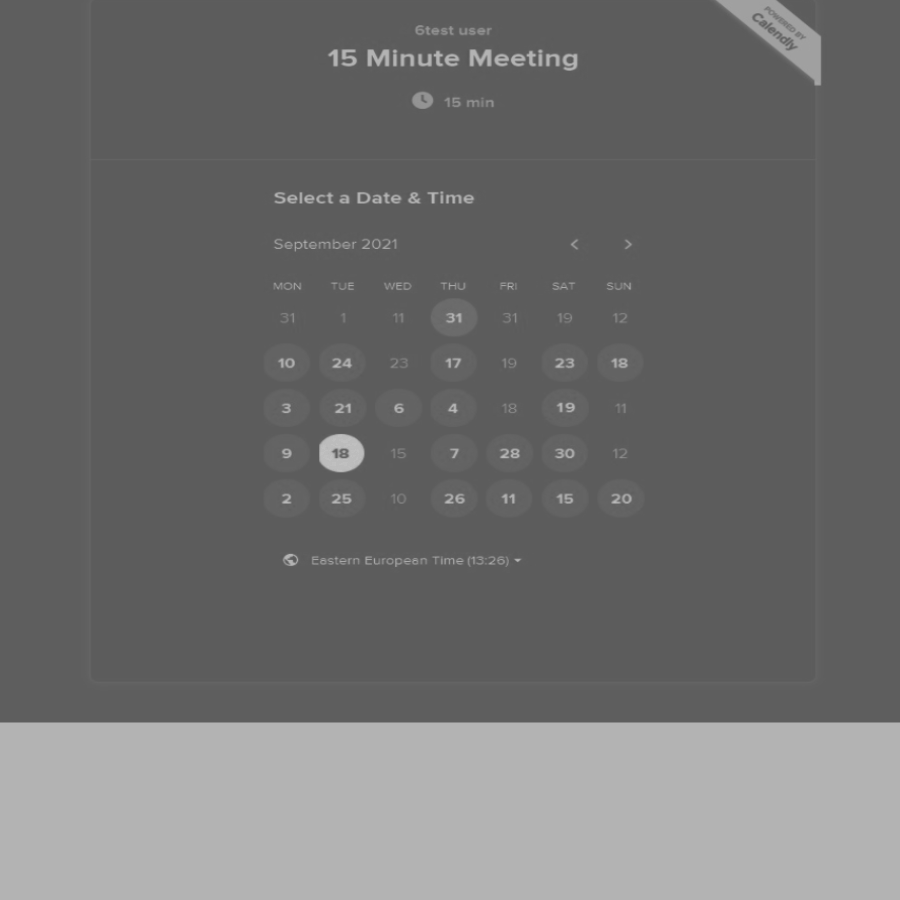 6test user
15 Minute Meeting
15 min
POWERED BY
Calendly
Select a Date & Time
September 2021
MON TUE WED THU FRI SAT SUN
31 1 11 31 31 19 12
10 24 23 17 19 23 18
3 21 6 4 18 19 11
9 18 15 7 28 30 12
2 25 10 26 11 15 20
Eastern European Time (13:26)